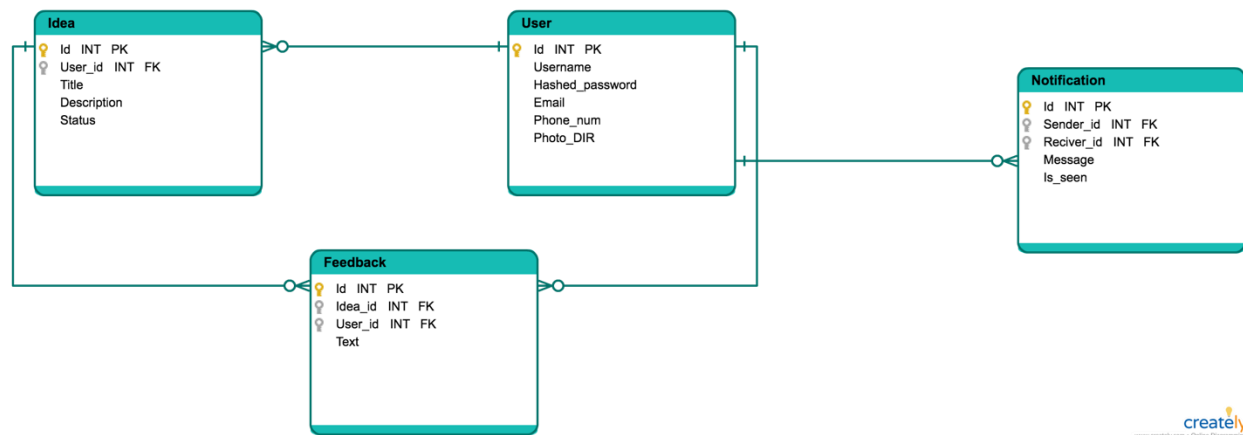 Idea
Id INT PK
User_id INT FK
Title
Description
Status
User
Id INT PK
Username
Hashed_password
Email
Phone_num
Photo_DIR
Notification
Id INT PK
Sender_id INT FK
Reciver_id INT FK
Message
Is_seen
Feedback
Id INT PK
Idea_id INT FK
User_id INT FK
Text
creately